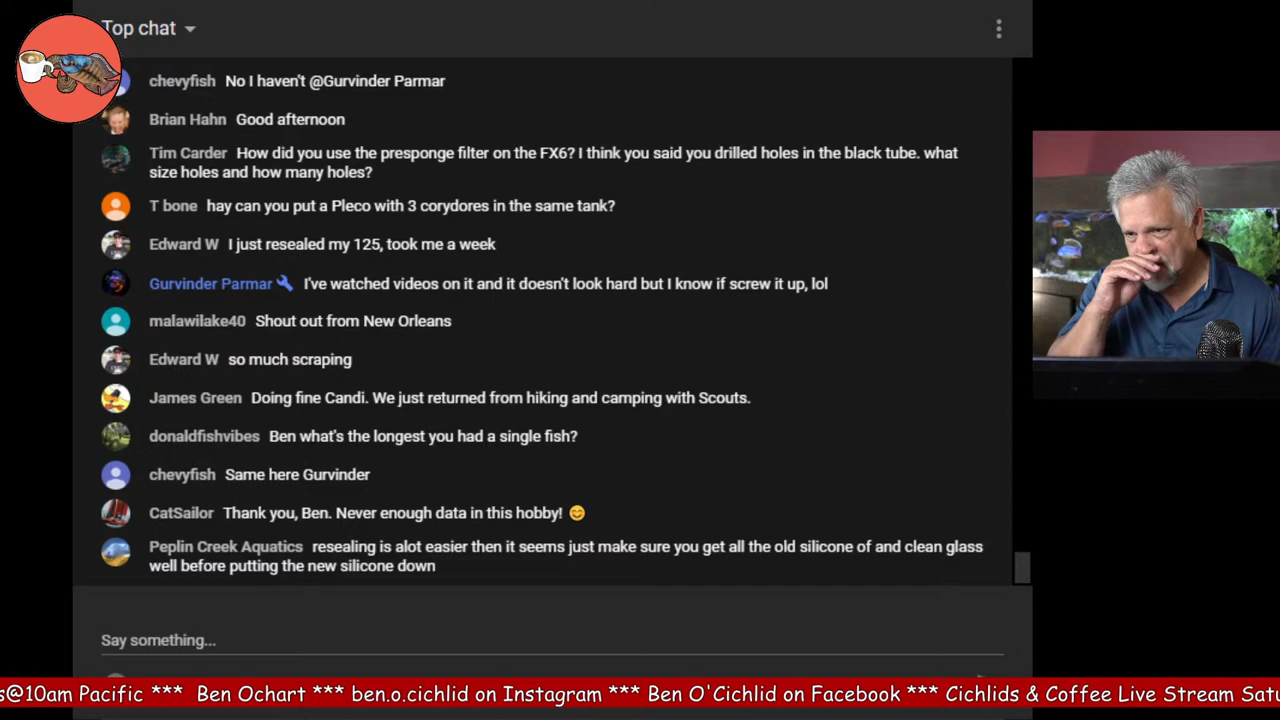 Top chat
chevyfish No I haven't @Gurvinder Parmar
Brian Hahn Good afternoon
Tim Carder How did you use the presponge filter on the FX6? I think you said you drilled holes in the black tube. what
size holes and how many holes?
T bone hay can you put a Pleco with 3 corydores in the same tank?
Edward W I just resealed my 125, took me a week
Gurvinder Parmar I've watched videos on it and it doesn't look hard but I know if screw it up, lol
malawilake40 Shout out from New Orleans
Edward W so much scraping
James Green Doing fine Candi. We just returned from hiking and camping with Scouts.
donaldfishvibes Ben what's the longest you had a single fish?
chevyfish Same here Gurvinder
CatSailor Thank you, Ben. Never enough data in this hobby! 😊
Peplin Creek Aquatics resealing is alot easier then it seems just make sure you get all the old silicone of and clean glass
well before putting the new silicone down
Say something...
s@10am Pacific *** Ben Ochart *** ben.o.cichlid on Instagram *** Ben O'Cichlid on Facebook *** Cichlids & Coffee Live Stream Satu